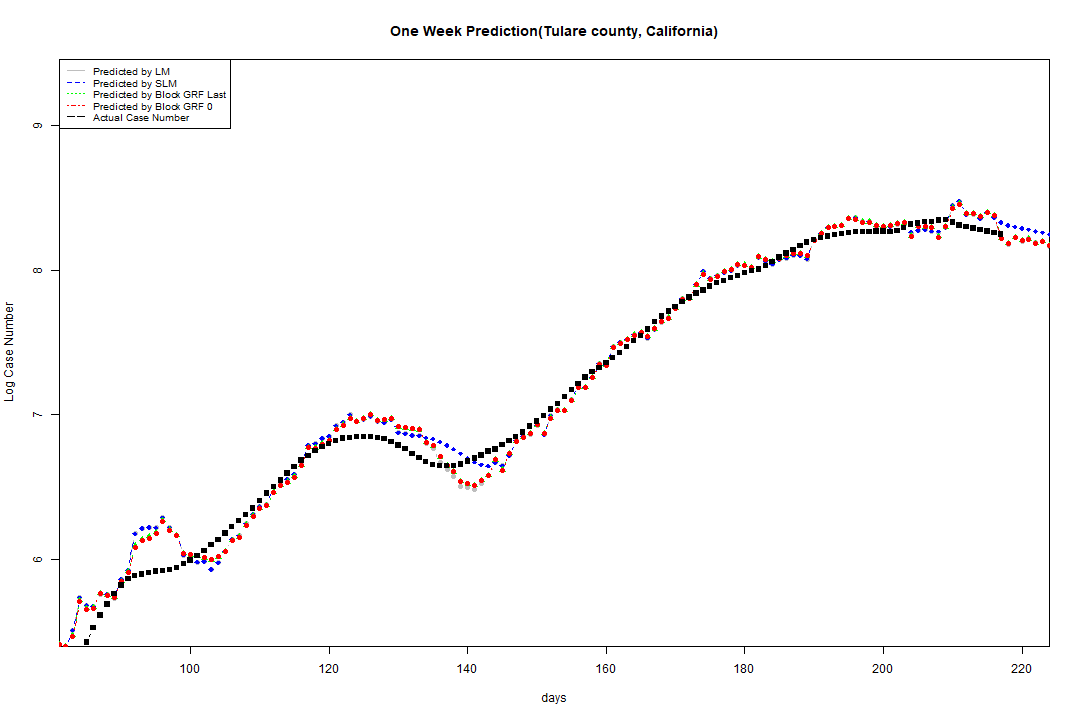 One Week Prediction(Tulare county, California)
Predicted by LM
Predicted by SLM
Predicted by Block GRF Last
Predicted by Block GRF 0
Actual Case Number
9
8
7
6
Log Case Number
100 120 140 160 180 200 220
days